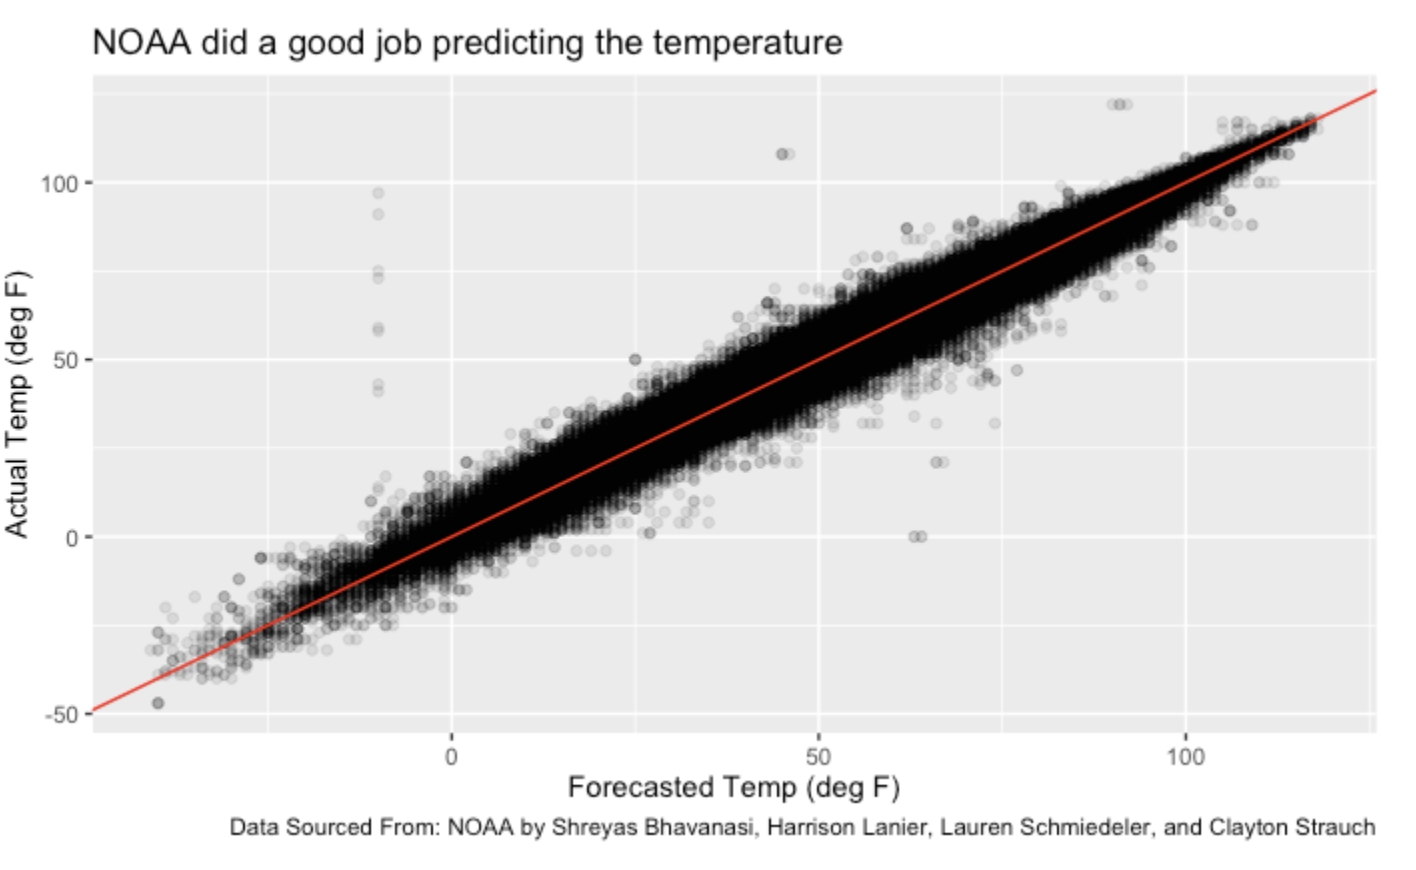 NOAA did a good job predicting the temperature
Actual Temp (deg F)
100
50
0
-50
0
50
100
Forecasted Temp (deg F)
Data Sourced From: NOAA by Shreyas Bhavanasi, Harrison Lanier, Lauren Schmiedeler, and Clayton Strauch